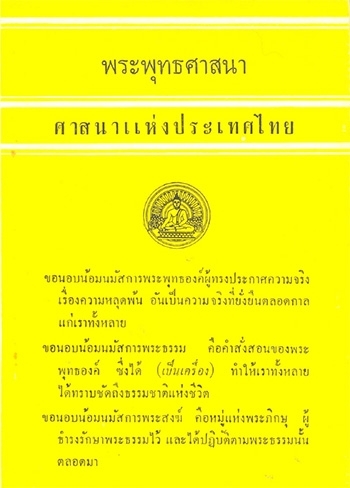 พระพุทธศาสนา
ศาสนาแห่งประเทศไทย
ขอนอบน้อมนมัสการพระพุทธองค์ผู้ทรงประกาศความจริง
เรื่องความหลุดพ้น อันเป็นความจริงที่ยั่งยืนตลอดกาล
แก่เราทั้งหลาย
ขอนอบน้อมนมัสการพระธรรม คือคำสั่งสอนของพระ
พุทธองค์ ซึ่งได้ (เป็นเครื่อง) ทำให้เราทั้งหลาย
ได้ทราบชัดถึงธรรมชาติแห่งชีวิต
ขอนอบน้อมนมัสการพระสงฆ์ คือหมู่แห่งพระภิกษุ ผู้
ธำรงรักษาพระธรรมไว้ และได้ปฏิบัติตามพระธรรมนั้น
ตลอดมา